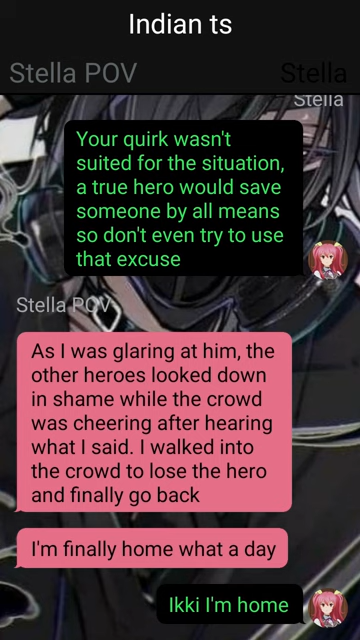 Indian ts
Stella POV
Stella
Stella
Your quirk wasn't
suited for the situation,
a true hero would save
someone by all means
so don't even try to use
that excuse
Stella POV
As I was glaring at him, the
other heroes looked down
in shame while the crowd
was cheering after hearing
what I said. I walked into
the crowd to lose the hero
and finally go back
I'm finally home what a day
Ikki I'm home